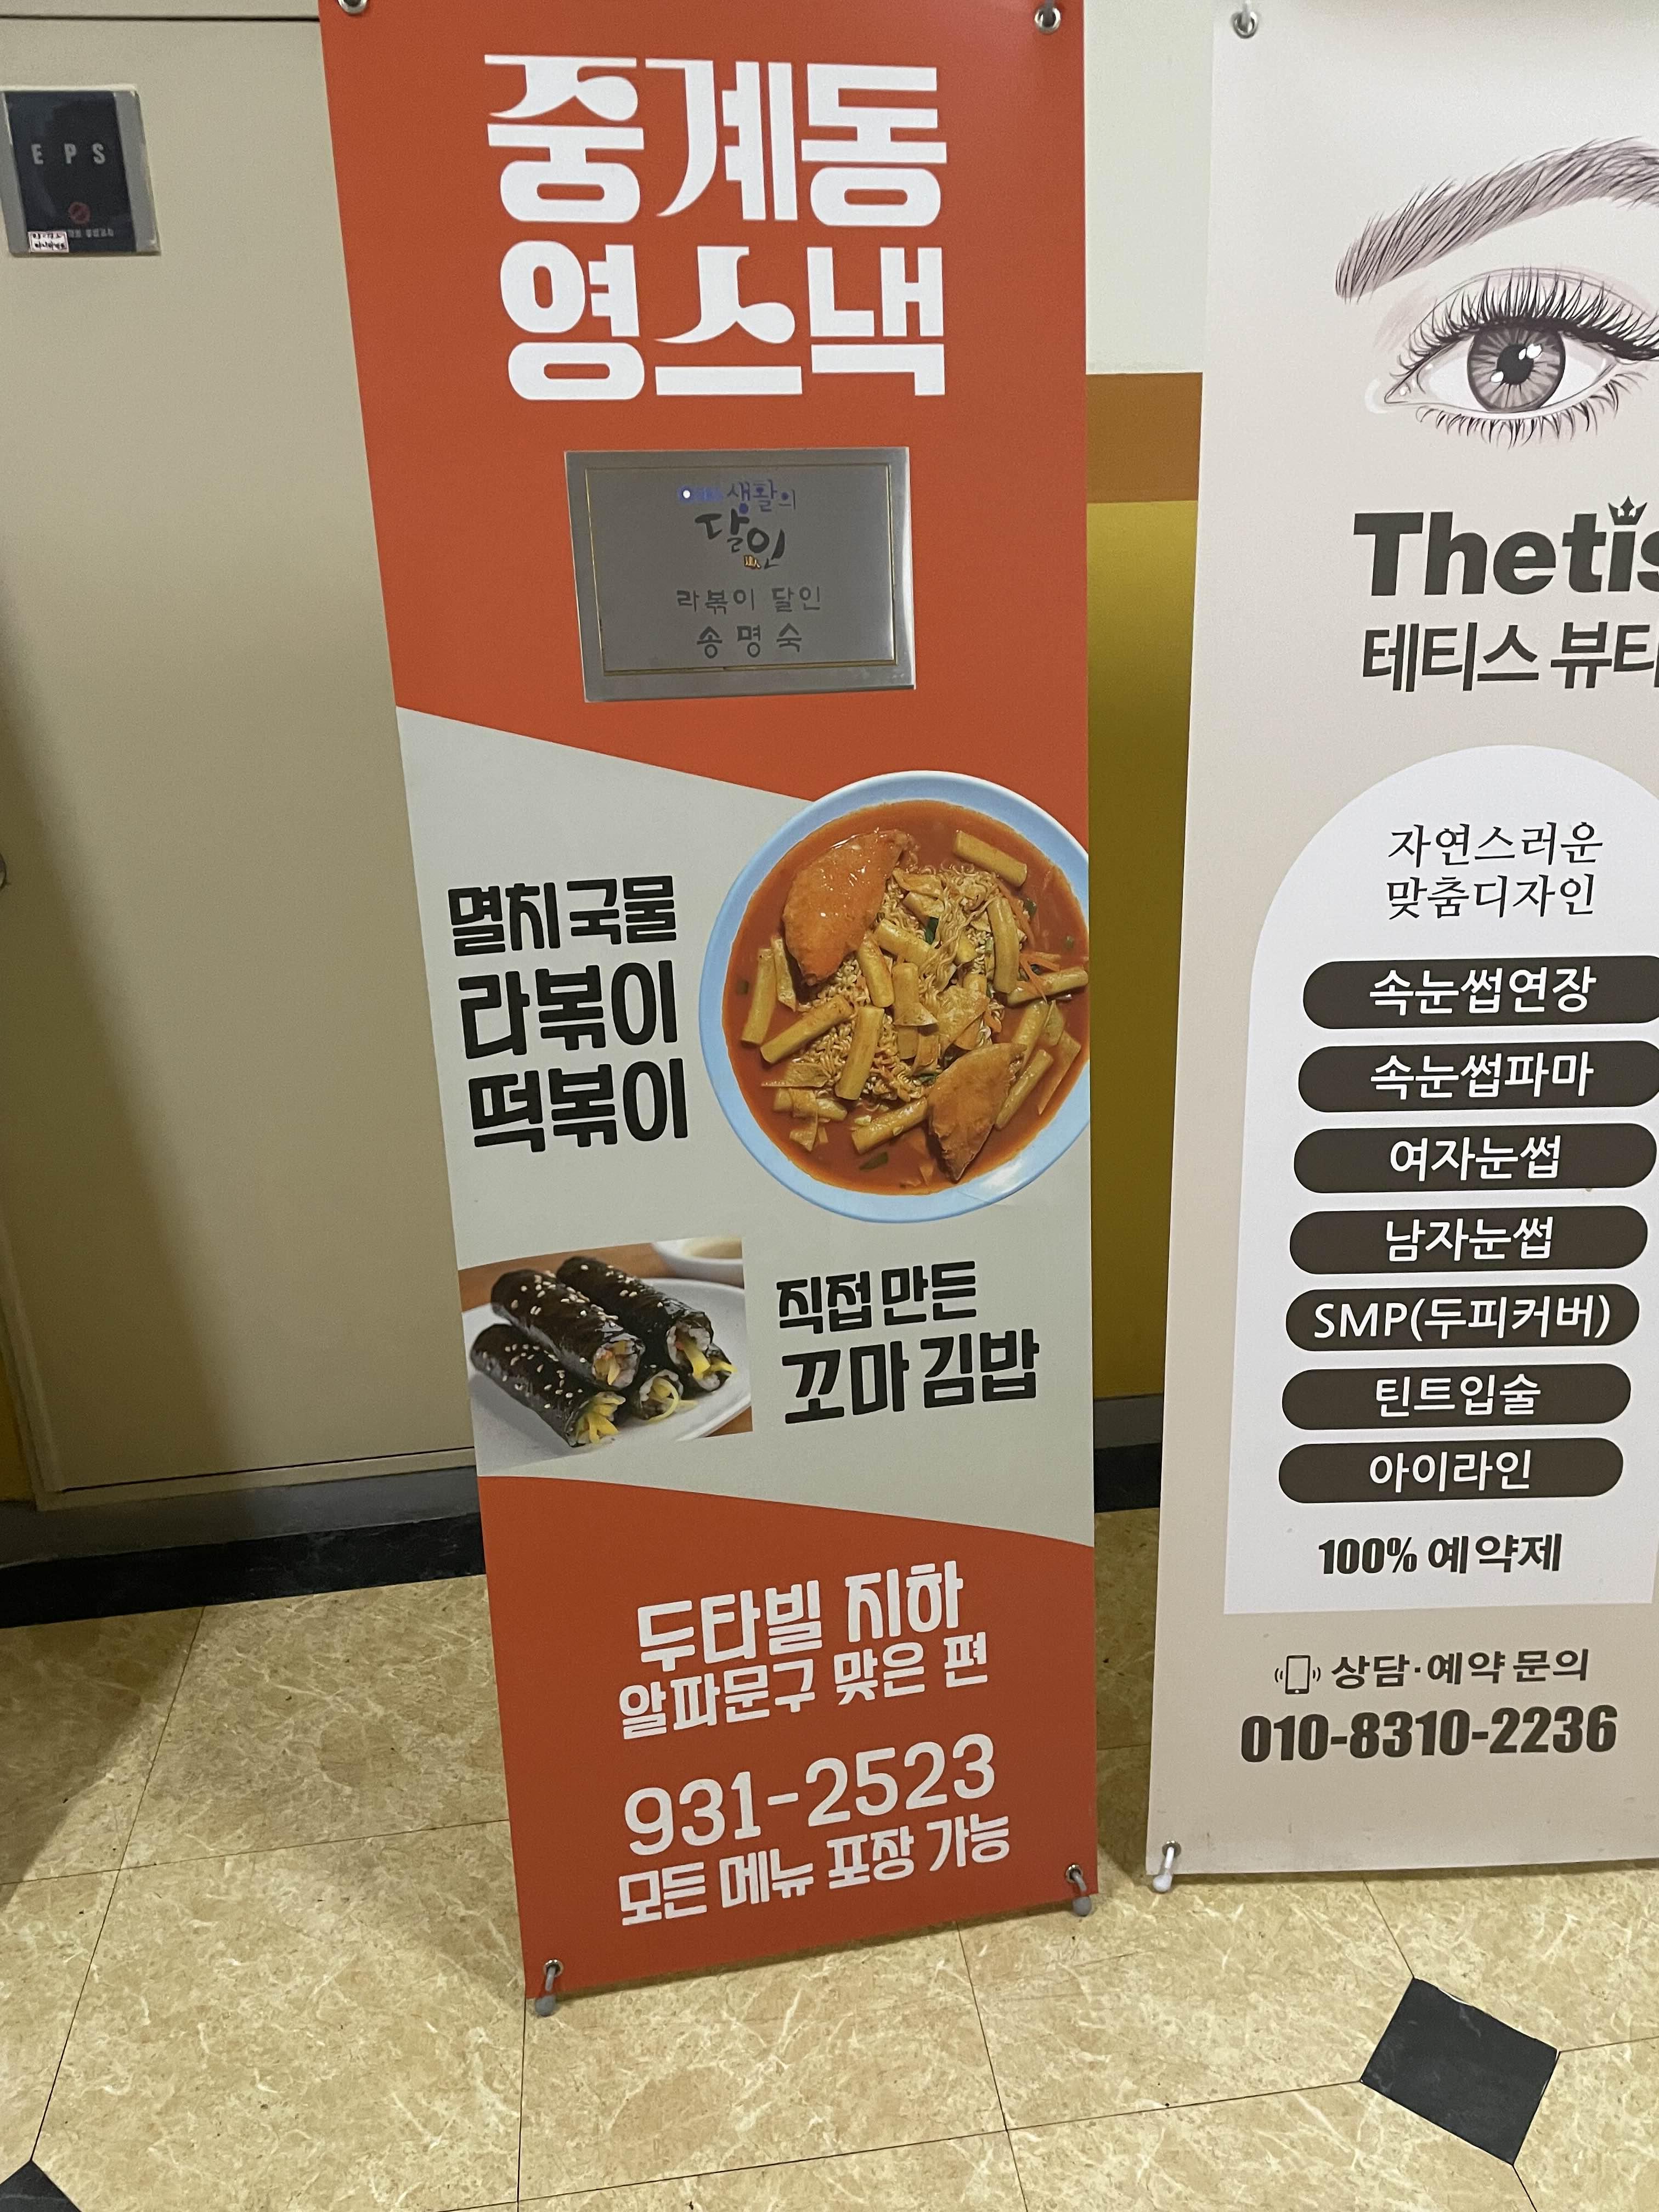 EPS
중계동
영스낵
생활의
달인
라볶이 달인
송명숙
멸치국물
라볶이
떡볶이
직접 만든
꼬마 김밥
두타빌 지하
알파문구 맞은 편
931-2523
모든 메뉴 포장 가능
Thetis
테티스 뷰티
자연스러운
맞춤디자인
속눈썹연장
속눈썹파마
여자눈썹
남자눈썹
SMP(두피커버)
틴트입술
아이라인
100% 예약제
상담·예약 문의
010-8310-2236